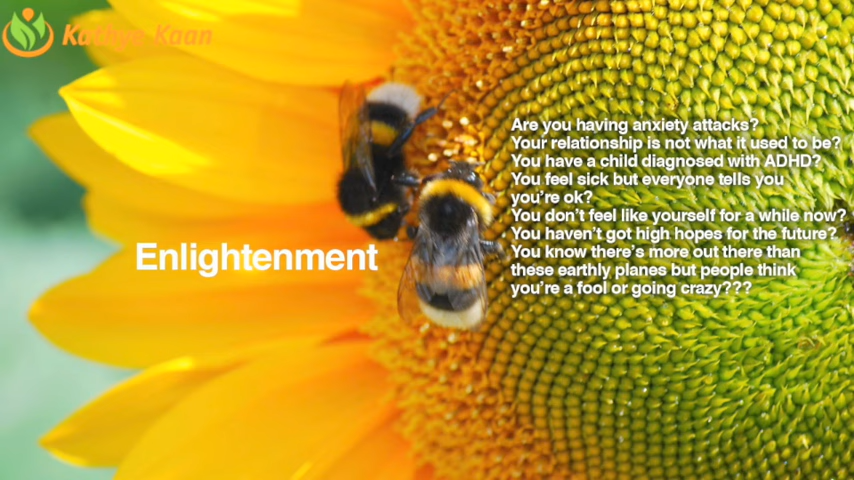 Kathye Kaan
Enlightenment
Are you having anxiety attacks?
Your relationship is not what it used to be?
You have a child diagnosed with ADHD?
You feel sick but everyone tells you
you're ok?
You don't feel like yourself for a while now?
You haven't got high hopes for the future?
You know there's more out there than
these earthly planes but people think
you're a fool or going crazy???